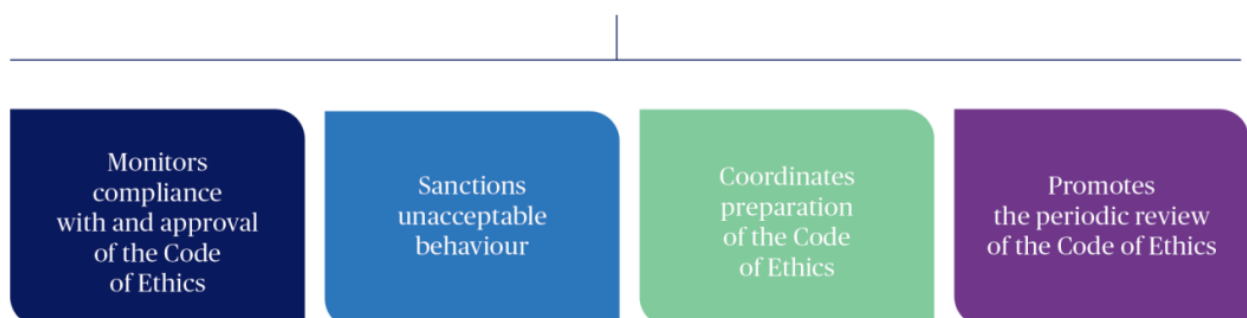 Monitors
compliance
with and approval
of the Code
of Ethics
Sanctions
unacceptable
behaviour
Coordinates
preparation
of the Code
of Ethics
Promotes
the periodic review
of the Code of Ethics